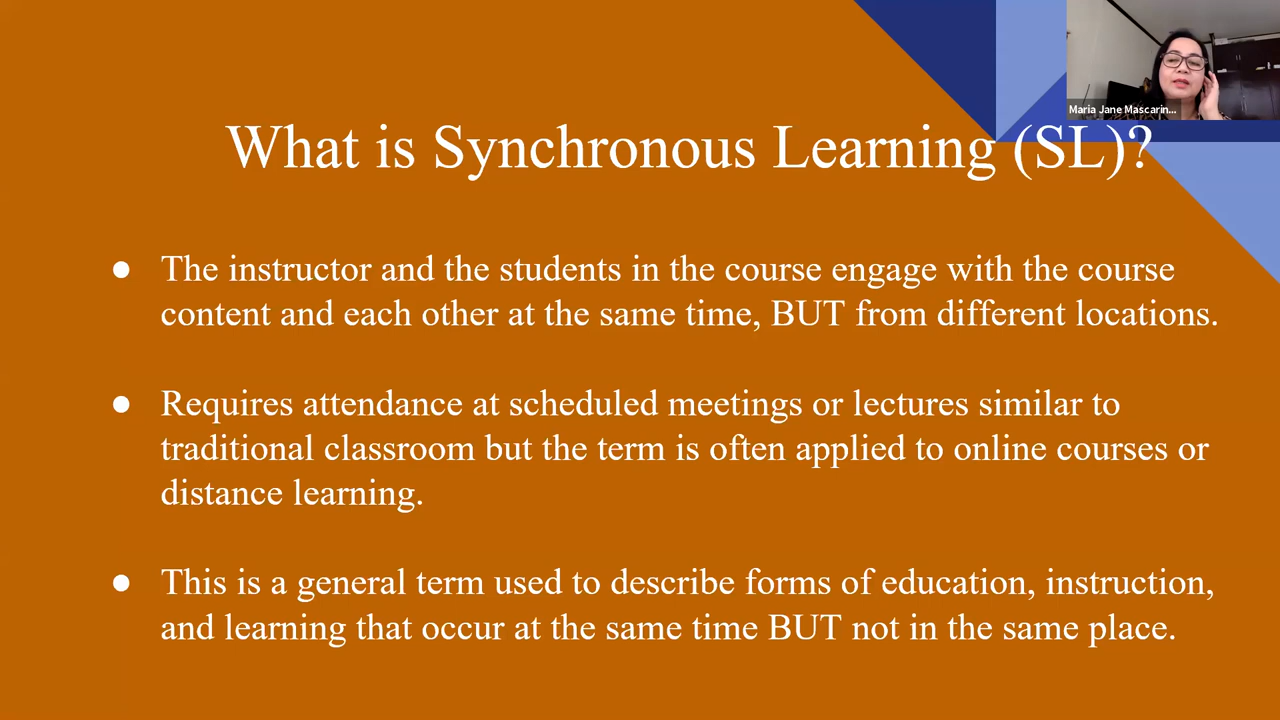 Maria Jane Mascarin...
What is Synchronous Learning (SL)?
● The instructor and the students in the course engage with the course
content and each other at the same time, BUT from different locations.
● Requires attendance at scheduled meetings or lectures similar to
traditional classroom but the term is often applied to online courses or
distance learning.
● This is a general term used to describe forms of education, instruction,
and learning that occur at the same time BUT not in the same place.